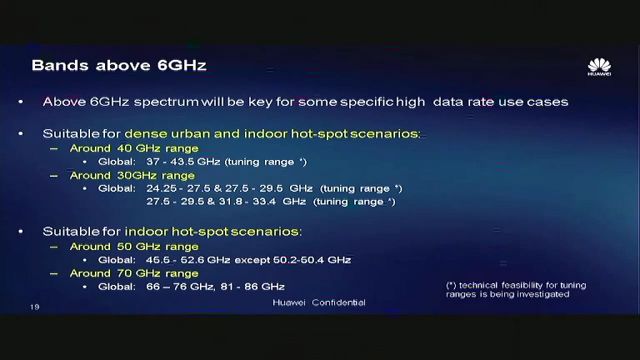 Bands above 6GHz
HUAWEI
• Above 6GHz spectrum will be key for some specific high data rate use cases
• Suitable for dense urban and indoor hot-spot scenarios:
– Around 40 GHz range
• Global: 37 - 43.5 GHz (tuning range *)
– Around 30GHz range
• Global: 24.25 - 27.5 & 27.5 - 29.5 GHz (tuning range *)
27.5 - 29.5 & 31.8 - 33.4 GHz (tuning range *)
• Suitable for indoor hot-spot scenarios:
– Around 50 GHz range
• Global: 45.5 - 52.6 GHz except 50.2-50.4 GHz
– Around 70 GHz range
• Global: 66 – 76 GHz, 81 - 86 GHz
(*) technical feasibility for tuning
ranges is being investigated
Huawei Confidential
19